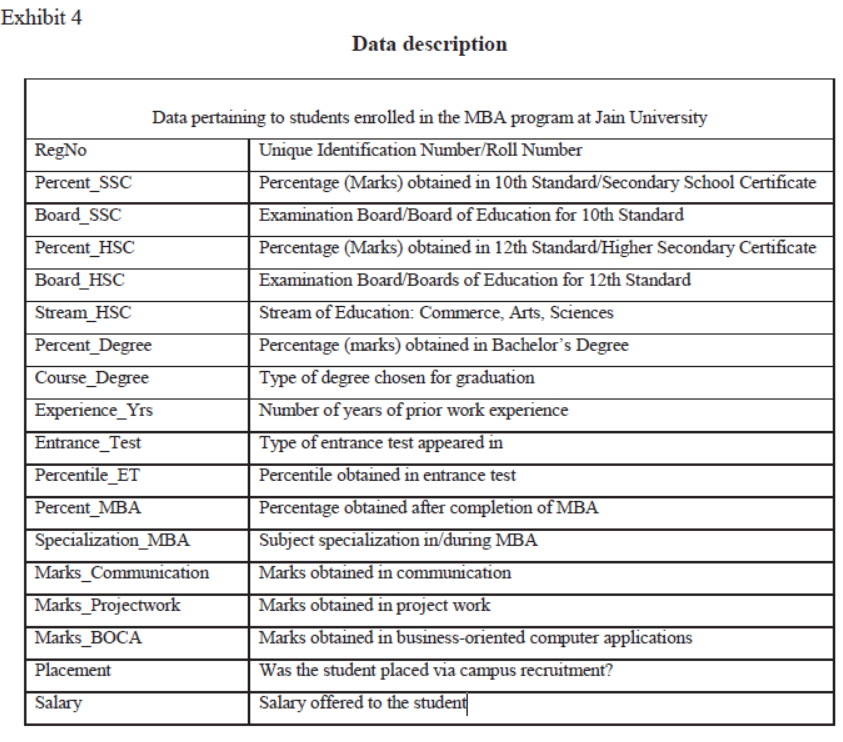 Exhibit 4
Data description
Data pertaining to students enrolled in the MBA program at Jain University
RegNo Unique Identification Number/Roll Number
Percent_SSC Percentage (Marks) obtained in 10th Standard/Secondary School Certificate
Board_SSC Examination Board/Board of Education for 10th Standard
Percent_HSC Percentage (Marks) obtained in 12th Standard/Higher Secondary Certificate
Board_HSC Examination Board/Boards of Education for 12th Standard
Stream_HSC Stream of Education: Commerce, Arts, Sciences
Percent_Degree Percentage (marks) obtained in Bachelor’s Degree
Course_Degree Type of degree chosen for graduation
Experience_Yrs Number of years of prior work experience
Entrance_Test Type of entrance test appeared in
Percentile_ET Percentile obtained in entrance test
Percent_MBA Percentage obtained after completion of MBA
Specialization_MBA Subject specialization in/during MBA
Marks_Communication Marks obtained in communication
Marks_Projectwork Marks obtained in project work
Marks_BOCA Marks obtained in business-oriented computer applications
Placement Was the student placed via campus recruitment?
Salary Salary offered to the student